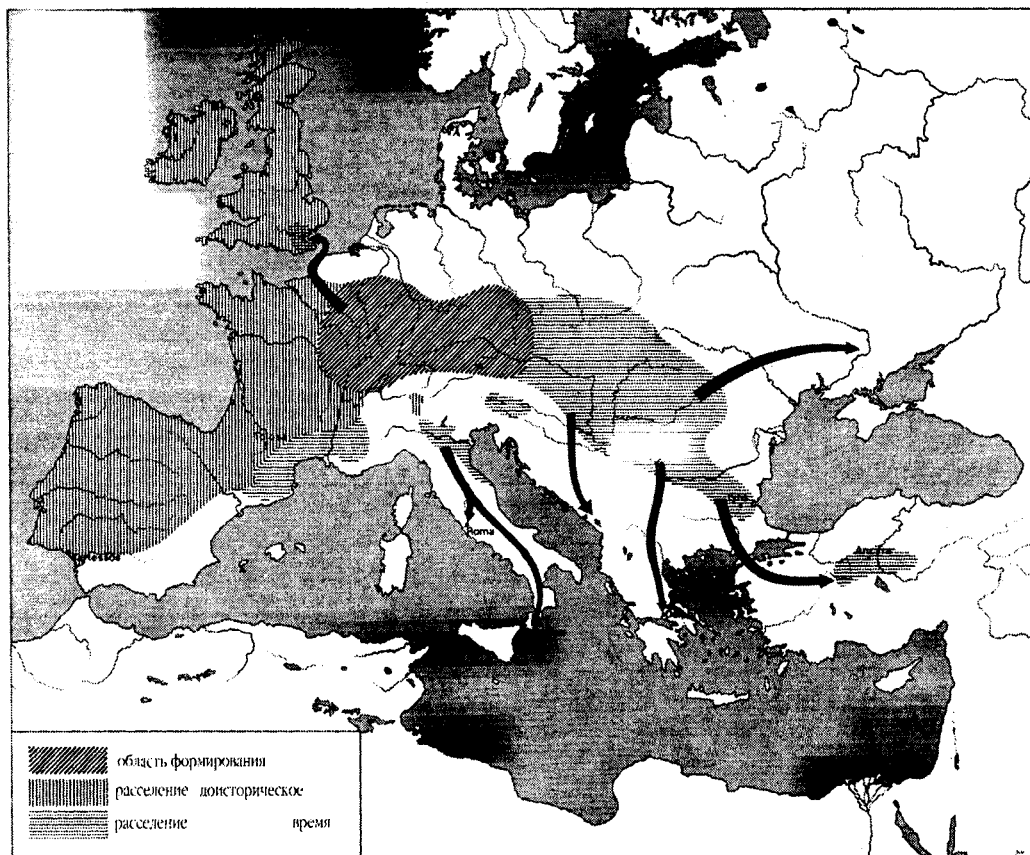 Roma
Ancyra
область формирования
расселение доисторическое
расселение время